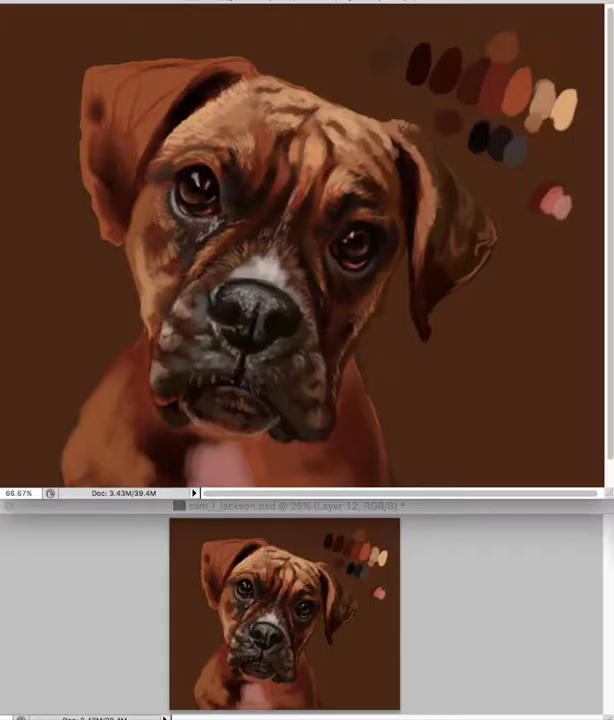 66.67%
Doc: 3.43M/39.4M
sam_l_jackson.psd @ 25% (Layer 12, RGB/8) *